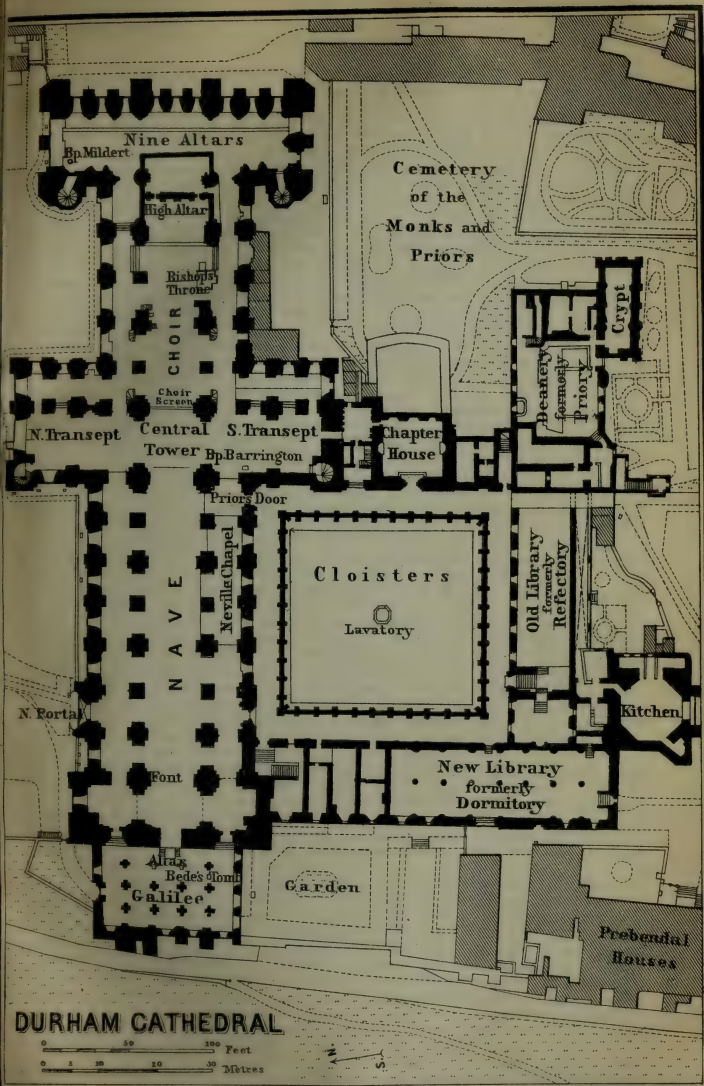 Nine Altars
Bp. Mildert
High Altar
Cemetery
of the
Monks and
Priors
Bishops
Throne
CHOIR
Crypt
Deanery
formerly
Priory
Choir
Screen
N. Transept
Central
Tower
S. Transept
Bp. Barrington
Chapter
House
Priors Door
Neville Chapel
NAVE
Cloisters
Lavatory
Old Library
formerly
Refectory
N. Portal
Kitchen
Font
New Library
formerly
Dormitory
Altars
Bede's Tomb
Galilee
Garden
Prebendal
Houses
DURHAM CATHEDRAL
0 50 100 Feet
0 5 10 20 30 Metres
N.
S.